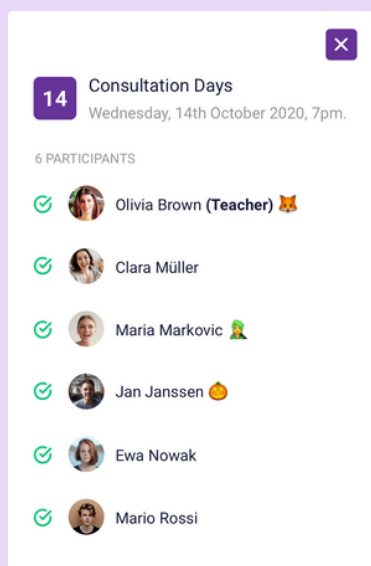 Consultation Days
14
Wednesday, 14th October 2020, 7pm.
6 PARTICIPANTS
Olivia Brown (Teacher) 🦊
Clara Müller
Maria Markovic 🧝‍♀️
Jan Janssen 🎃
Ewa Nowak
Mario Rossi